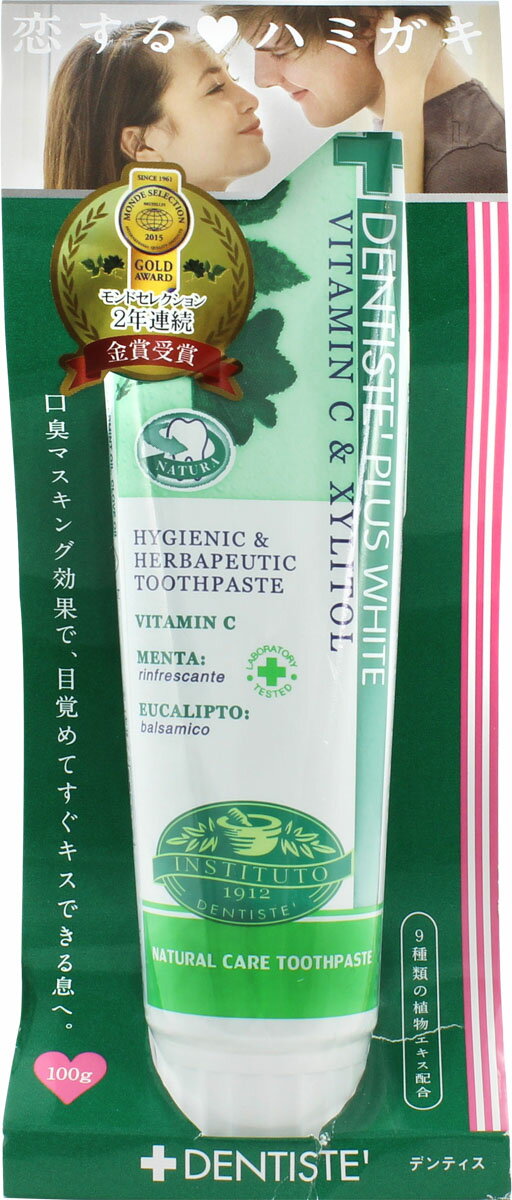 恋する♥ハミガキ
SINCE 1961
MONDE SELECTION
BRUXELLES
2015
GOLD
AWARD
モンドセレクション
2年連続
金賞受賞
DENTISTE' PLUS WHITE
VITAMIN C & XYLITOL
口臭マスキング効果で、目覚めてすぐキスできる息へ。
NATURA
HYGIENIC &
HERBAPEUTIC
TOOTHPASTE
VITAMIN C
MENTA:
rinfrescante
LABORATORY
TESTED
EUCALIPTO:
balsamico
INSTITUTO
1912
DENTISTE'
NATURAL CARE TOOTHPASTE
9種類の植物エキス配合
100g
DENTISTE'
デンティス